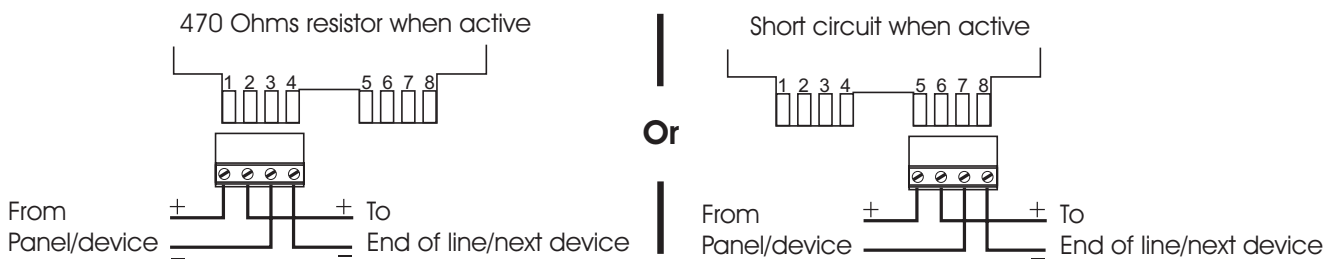 470 Ohms resistor when active
1 2 3 4 5 6 7 8
From + + To
Panel/device - - End of line/next device
Or
Short circuit when active
1 2 3 4 5 6 7 8
From + + To
Panel/device - - End of line/next device